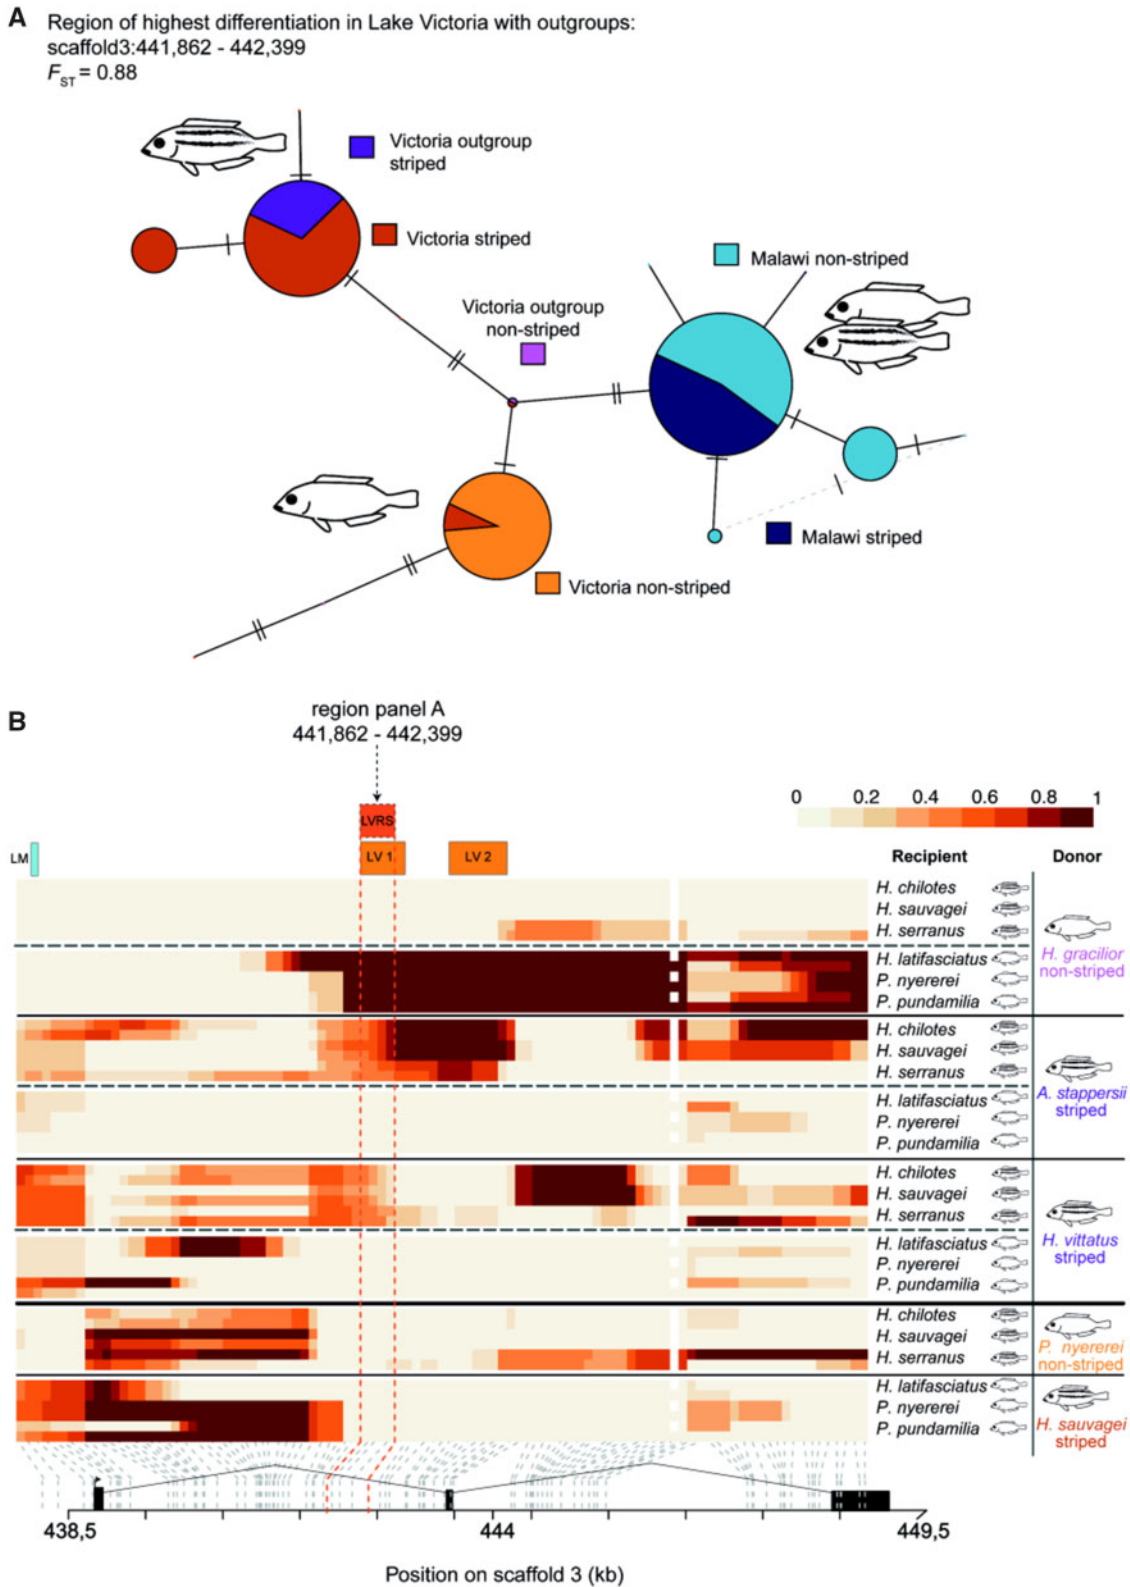 A
Region of highest differentiation in Lake Victoria with outgroups:
scaffold3:441,862 - 442,399
FST = 0.88
Victoria outgroup
striped
Victoria striped
Victoria outgroup
non-striped
Malawi non-striped
Malawi striped
Victoria non-striped
B
region panel A
441,862 - 442,399
0 0.2 0.4 0.6 0.8 1
LVRS
LM
LV 1
LV 2
Recipient Donor
H. chilotes
H. sauvagei
H. serranus
H. gracilior
non-striped
H. latifasciatus
P. nyererei
P. pundamilia
H. chilotes
H. sauvagei
H. serranus
A. stappersii
striped
H. latifasciatus
P. nyererei
P. pundamilia
H. chilotes
H. sauvagei
H. serranus
H. vittatus
striped
H. latifasciatus
P. nyererei
P. pundamilia
H. chilotes
H. sauvagei
H. serranus
P. nyererei
non-striped
H. latifasciatus
P. nyererei
P. pundamilia
H. sauvagei
striped
438,5 444 449,5
Position on scaffold 3 (kb)